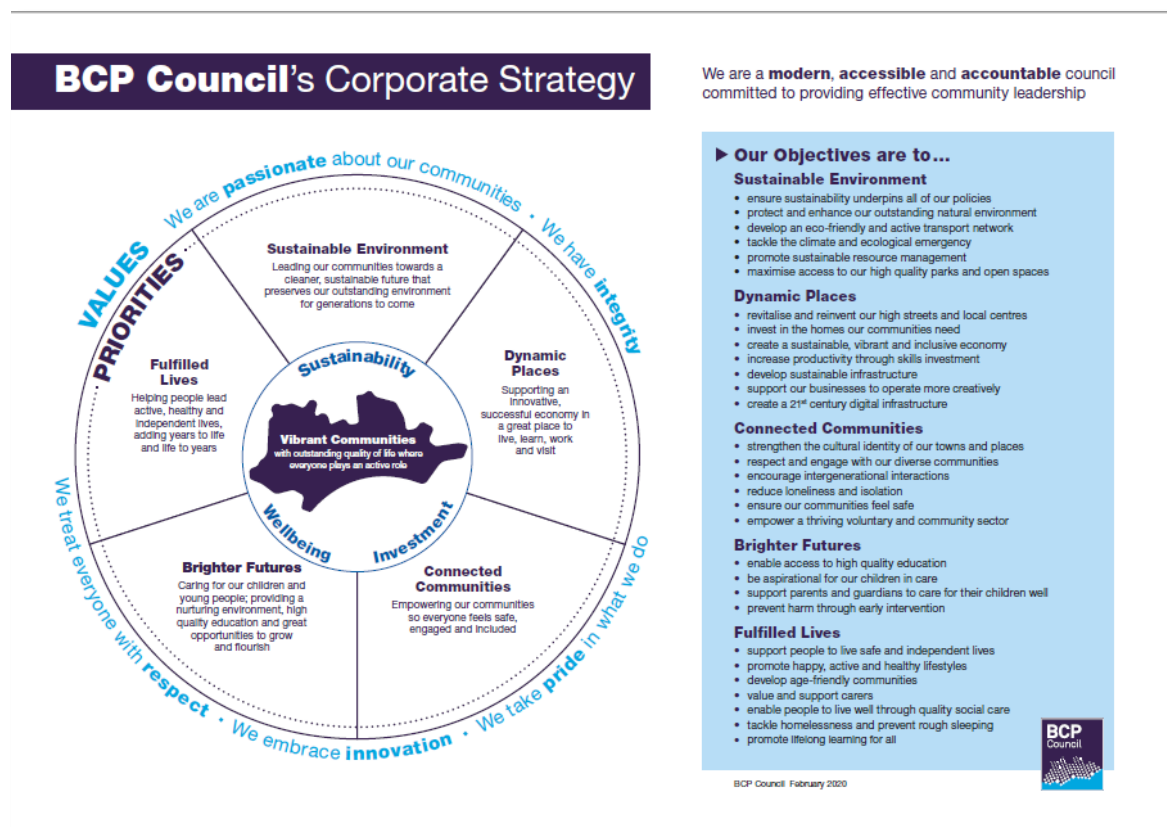 BCP Council's Corporate Strategy
We are a modern, accessible and accountable council
committed to providing effective community leadership
VALUES
We are passionate about our communities · We have integrity
We treat everyone with respect · We embrace innovation · We take pride in what we do
PRIORITIES
Sustainable Environment
Leading our communities towards a
cleaner, sustainable future that
preserves our outstanding environment
for generations to come
Fulfilled
Lives
Helping people lead
active, healthy and
independent lives,
adding years to life
and life to years
Dynamic
Places
Supporting an
innovative,
successful economy in
a great place to
live, learn, work
and visit
Sustainability
Vibrant Communities
with outstanding quality of life where
everyone plays an active role
Wellbeing
Investment
Brighter Futures
Caring for our children and
young people; providing a
nurturing environment, high
quality education and great
opportunities to grow
and flourish
Connected
Communities
Empowering our communities
so everyone feels safe,
engaged and included
Our Objectives are to...
Sustainable Environment
• ensure sustainability underpins all of our policies
• protect and enhance our outstanding natural environment
• develop an eco-friendly and active transport network
• tackle the climate and ecological emergency
• promote sustainable resource management
• maximise access to our high quality parks and open spaces
Dynamic Places
• revitalise and reinvent our high streets and local centres
• invest in the homes our communities need
• create a sustainable, vibrant and inclusive economy
• increase productivity through skills investment
• develop sustainable infrastructure
• support our businesses to operate more creatively
• create a 21st century digital infrastructure
Connected Communities
• strengthen the cultural identity of our towns and places
• respect and engage with our diverse communities
• encourage intergenerational interactions
• reduce loneliness and isolation
• ensure our communities feel safe
• empower a thriving voluntary and community sector
Brighter Futures
• enable access to high quality education
• be aspirational for our children in care
• support parents and guardians to care for their children well
• prevent harm through early intervention
Fulfilled Lives
• support people to live safe and independent lives
• promote happy, active and healthy lifestyles
• develop age-friendly communities
• value and support carers
• enable people to live well through quality social care
• tackle homelessness and prevent rough sleeping
• promote lifelong learning for all
BCP
Council
BCP Council February 2020